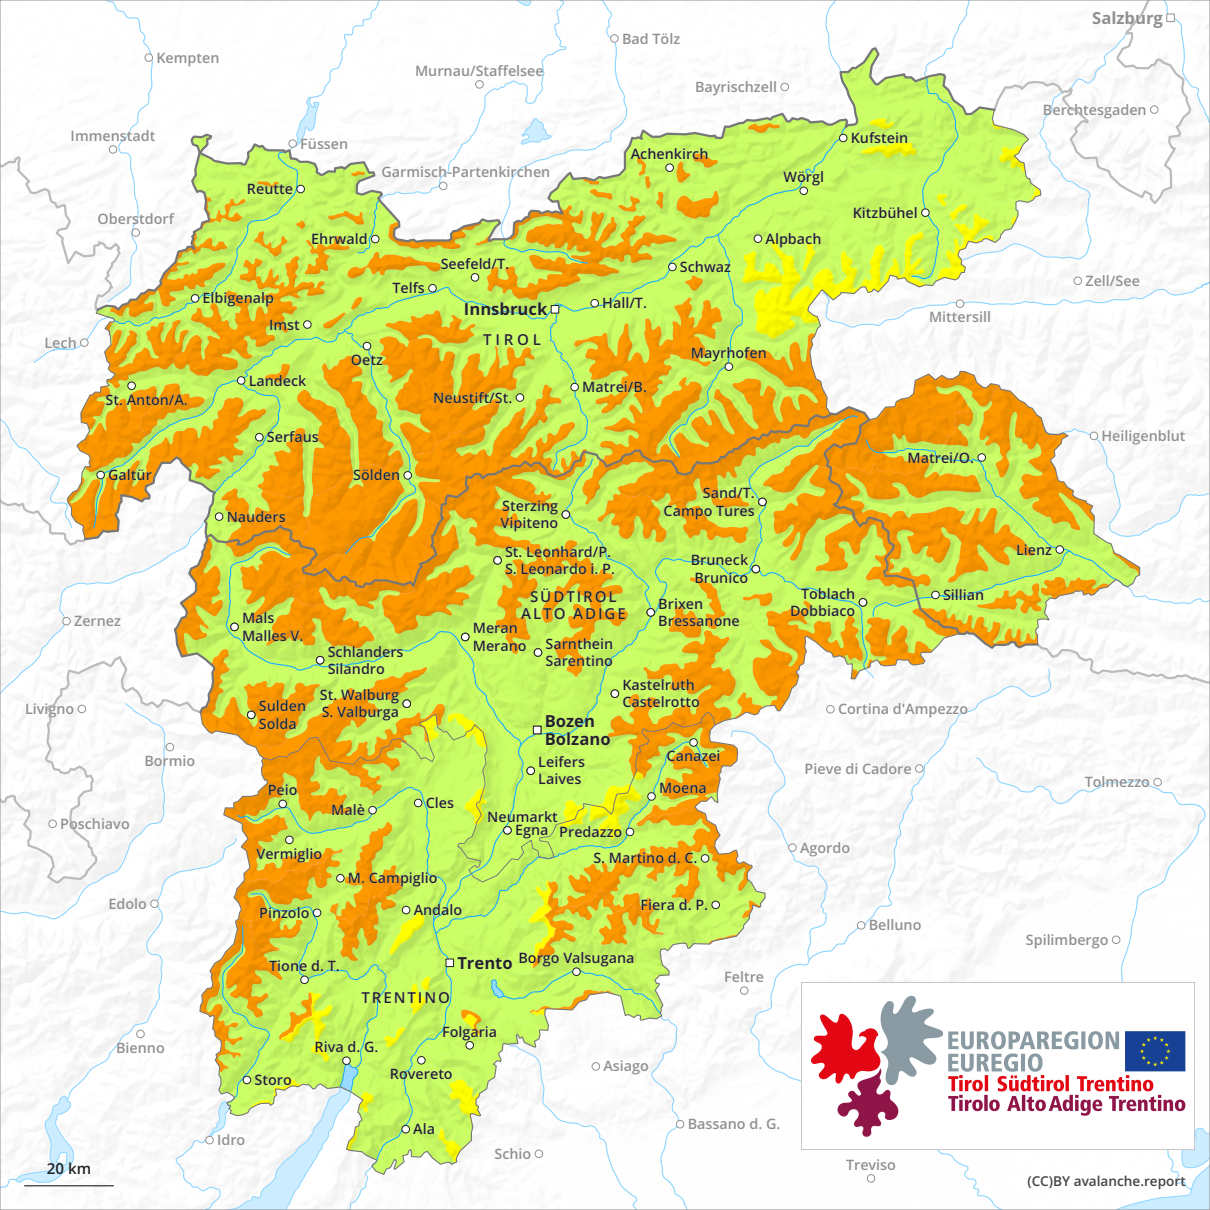 Salzburg
Bad Tölz
Kempten
Murnau/Staffelsee
Bayrischzell
Berchtesgaden
Immenstadt
Füssen
Kufstein
Achenkirch
Garmisch-Partenkirchen
Wörgl
Reutte
Oberstdorf
Kitzbühel
Ehrwald
Alpbach
Seefeld/T.
Schwaz
Zell/See
Telfs
Elbigenalp
Hall/T.
Innsbruck
Mittersill
Imst
TIROL
Lech
Oetz
Mayrhofen
Landeck
Matrei/B.
St. Anton/A.
Neustift/St.
Serfaus
Heiligenblut
Matrei/O.
Galtür
Sölden
Sand/T.
Campo Tures
Sterzing
Vipiteno
Nauders
Lienz
St. Leonhard/P.
S. Leonardo i. P.
Bruneck
Brunico
SÜDTIROL
ALTO ADIGE
Toblach
Dobbiaco
Sillian
Brixen
Bressanone
Zernez
Mals
Malles V.
Meran
Merano
Sarnthein
Sarentino
Schlanders
Silandro
Kastelruth
Castelrotto
St. Walburg
S. Valburga
Livigno
Sulden
Solda
Cortina d'Ampezzo
Bozen
Bolzano
Bormio
Canazei
Leifers
Laives
Pieve di Cadore
Tolmezzo
Peio
Moena
Malè
Cles
Neumarkt
Egna
Predazzo
Poschiavo
Vermiglio
Agordo
S. Martino d. C.
M. Campiglio
Edolo
Pinzolo
Andalo
Fiera d. P.
Belluno
Spilimbergo
Tione d. T.
Trento
Borgo Valsugana
Feltre
TRENTINO
Folgaria
Bienno
Riva d. G.
EUROPAREGION
EUREGIO
Tirol Südtirol Trentino
Tirolo Alto Adige Trentino
Asiago
Rovereto
Storo
Ala
Bassano d. G.
Idro
Schio
Treviso
20 km
(CC)BY avalanche.report